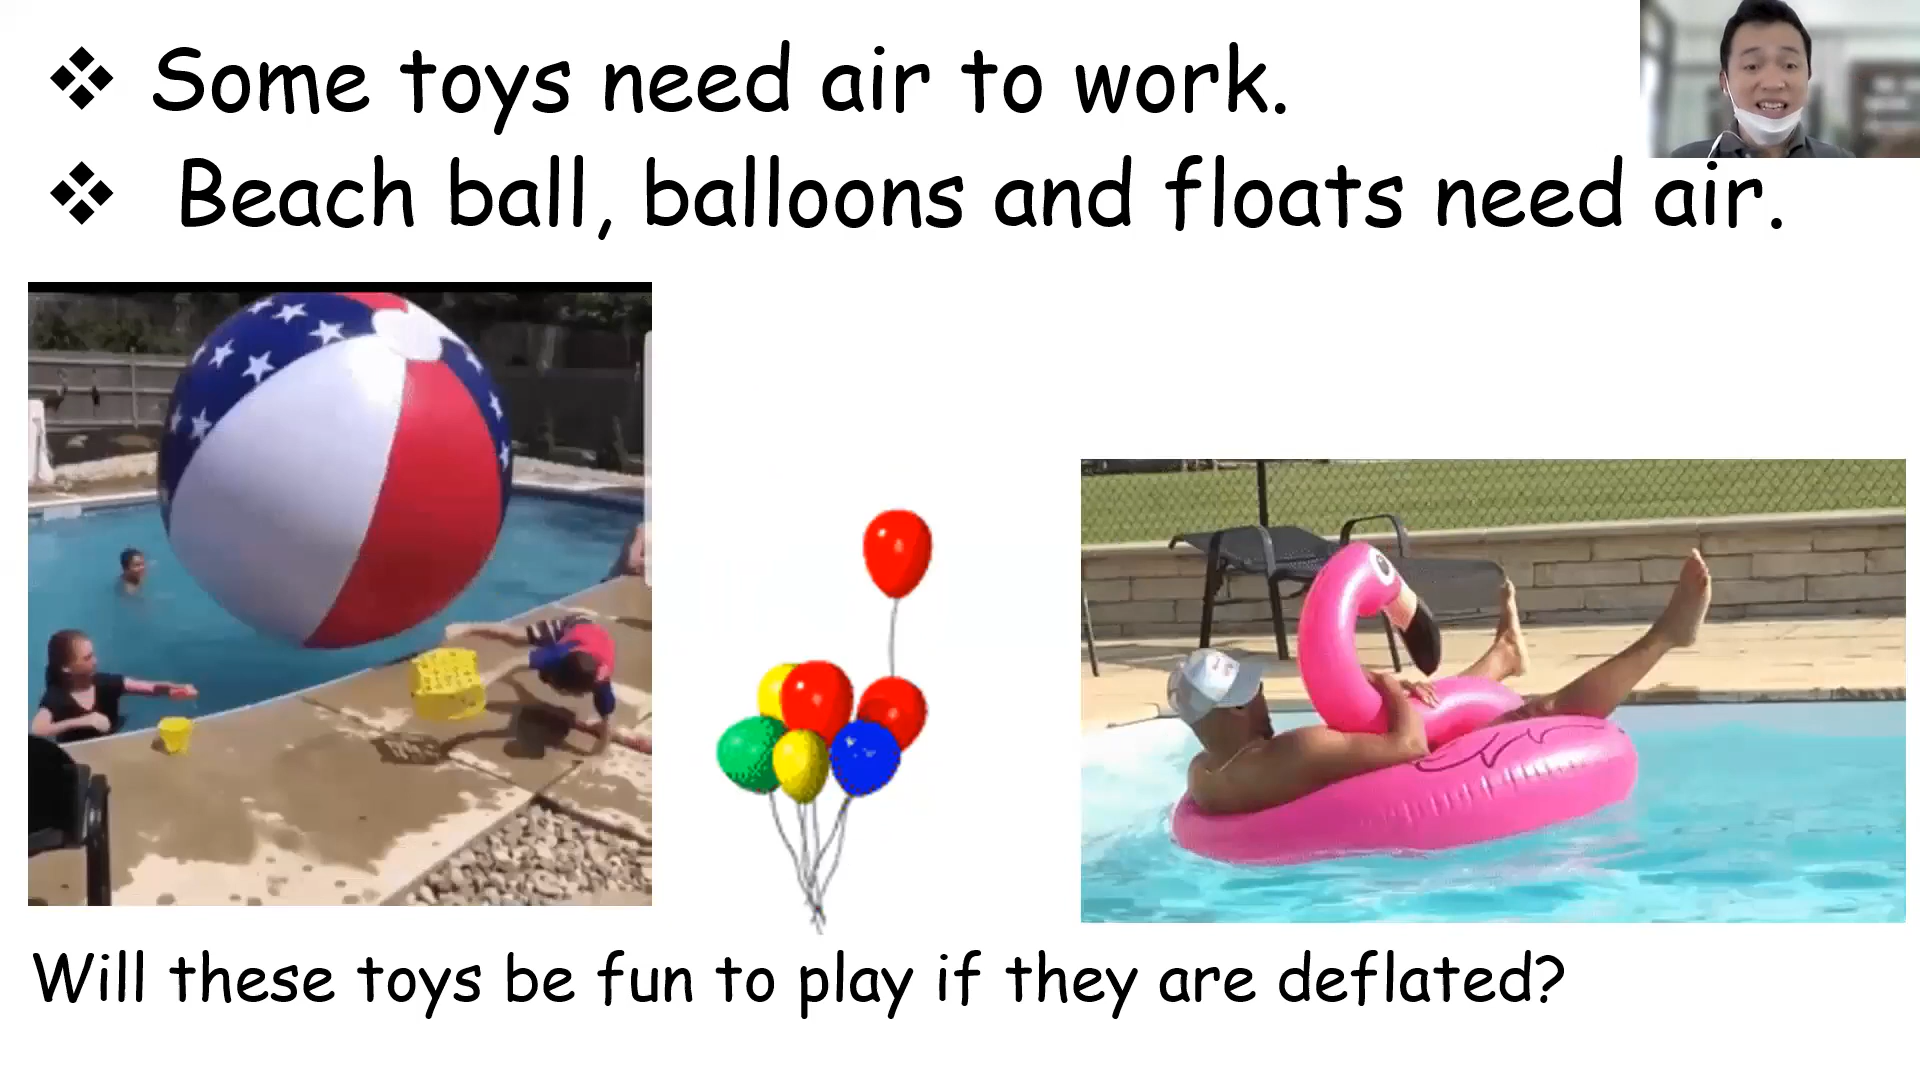 ❖ Some toys need air to work.
❖ Beach ball, balloons and floats need air.
Will these toys be fun to play if they are deflated?